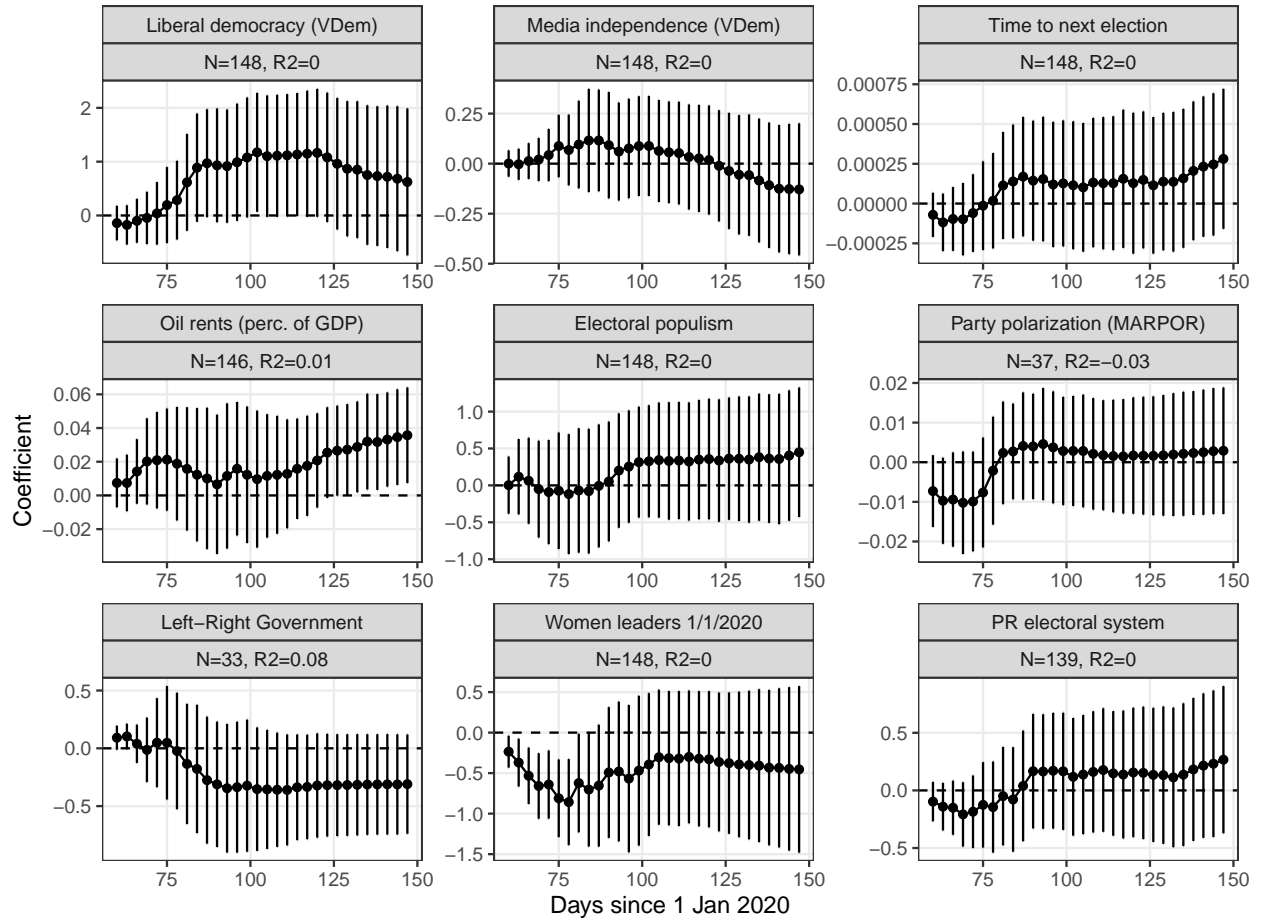 Liberal democracy (VDem)
N=148, R2=0
2
1
0
75 100 125 150
Media independence (VDem)
N=148, R2=0
0.25
0.00
−0.25
−0.50
75 100 125 150
Time to next election
N=148, R2=0
0.00075
0.00050
0.00025
0.00000
−0.00025
75 100 125 150
Oil rents (perc. of GDP)
N=146, R2=0.01
0.06
0.04
0.02
0.00
−0.02
75 100 125 150
Electoral populism
N=148, R2=0
1.0
0.5
0.0
−0.5
−1.0
75 100 125 150
Party polarization (MARPOR)
N=37, R2=−0.03
0.02
0.01
0.00
−0.01
−0.02
75 100 125 150
Left−Right Government
N=33, R2=0.08
0.5
0.0
−0.5
75 100 125 150
Women leaders 1/1/2020
N=148, R2=0
0.5
0.0
−0.5
−1.0
−1.5
75 100 125 150
PR electoral system
N=139, R2=0
0.5
0.0
−0.5
75 100 125 150
Coefficient
Days since 1 Jan 2020